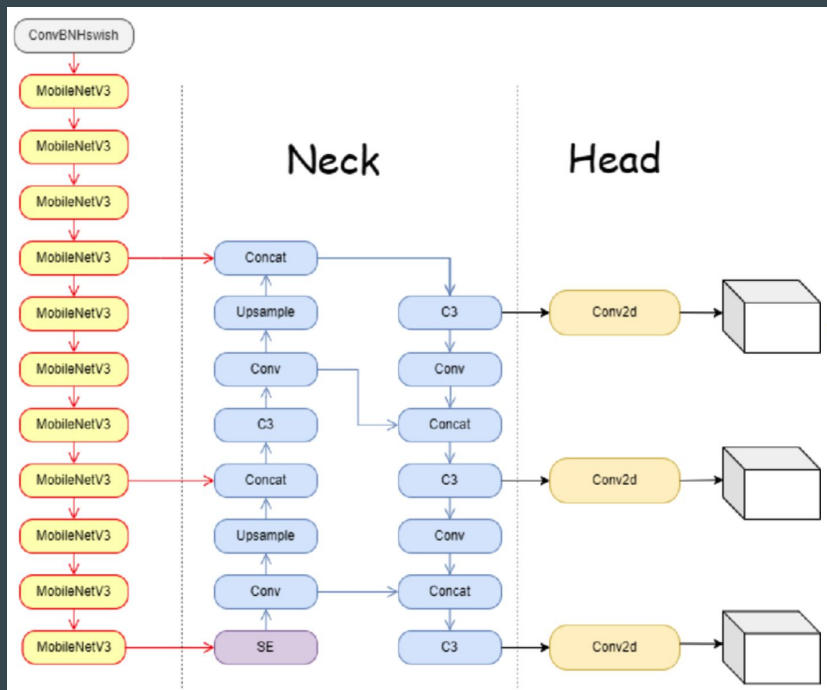 ConvBNHswish
MobileNetV3
MobileNetV3
MobileNetV3
MobileNetV3
MobileNetV3
MobileNetV3
MobileNetV3
MobileNetV3
MobileNetV3
MobileNetV3
MobileNetV3
Neck
Concat
Upsample
Conv
C3
Concat
Upsample
Conv
SE
C3
Conv
Concat
C3
Conv
Concat
C3
Head
Conv2d
Conv2d
Conv2d